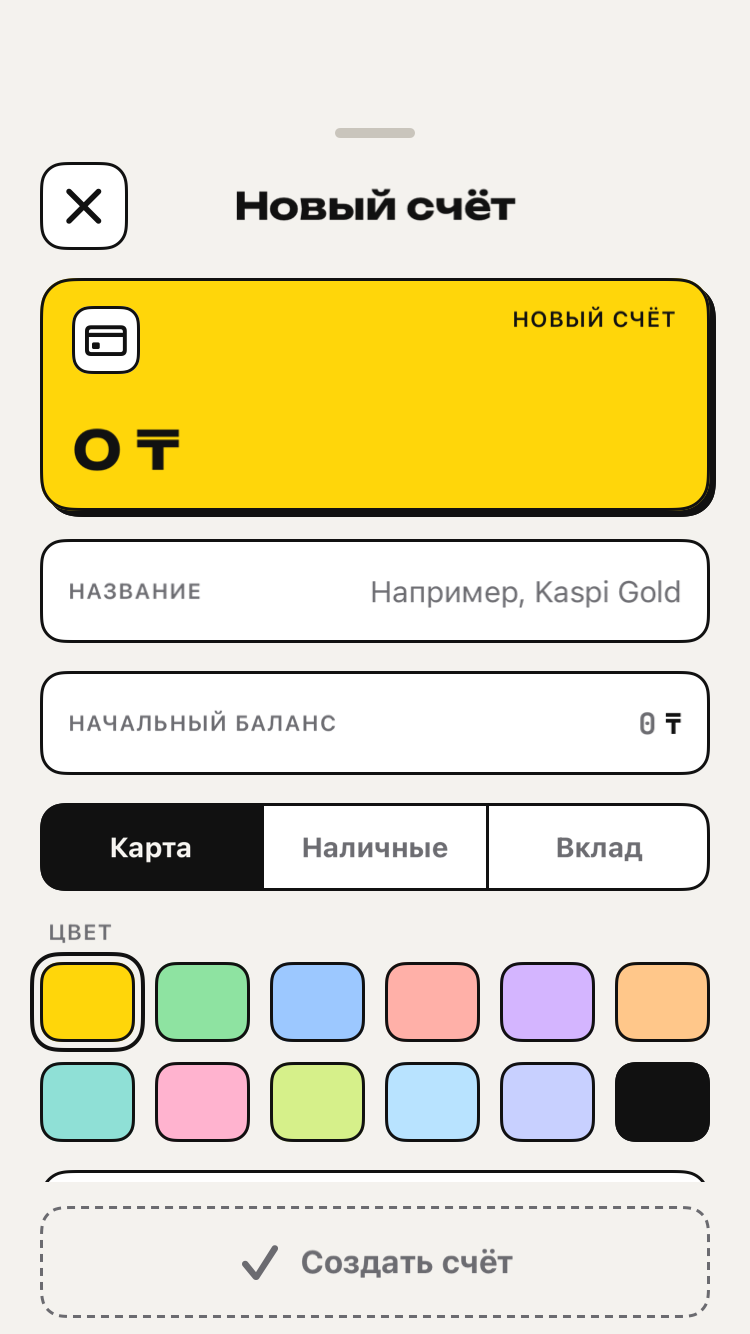 Новый счёт
НОВЫЙ СЧЁТ
0 ₸
НАЗВАНИЕ Например, Kaspi Gold
НАЧАЛЬНЫЙ БАЛАНС 0 ₸
Карта Наличные Вклад
ЦВЕТ
Создать счёт